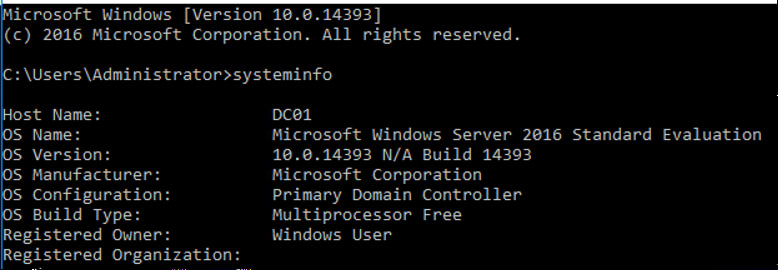 Microsoft Windows [Version 10.0.14393]
(c) 2016 Microsoft Corporation. All rights reserved.
C:\Users\Administrator>systeminfo
Host Name: DC01
OS Name: Microsoft Windows Server 2016 Standard Evaluation
OS Version: 10.0.14393 N/A Build 14393
OS Manufacturer: Microsoft Corporation
OS Configuration: Primary Domain Controller
OS Build Type: Multiprocessor Free
Registered Owner: Windows User
Registered Organization: